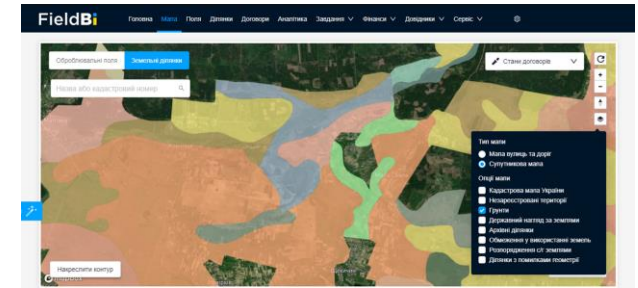 FieldBi
Головна Мапа Поля Ділянки Договори Аналітика Завдання Фінанси Довідники Сервіс
Оброблювальні поля Земельні ділянки
Стани договорів
Назва або кадастровий номер
Тип мапи
Мапа вулиць та доріг
Супутникова мапа
Опції мапи
Кадастрова мапа України
Незареєстровані території
Ґрунти
Державний нагляд за землями
Архівні ділянки
Обмеження у використанні земель
Розпорядження с/г землями
Ділянки з помилками геометрії
Накреслити контур